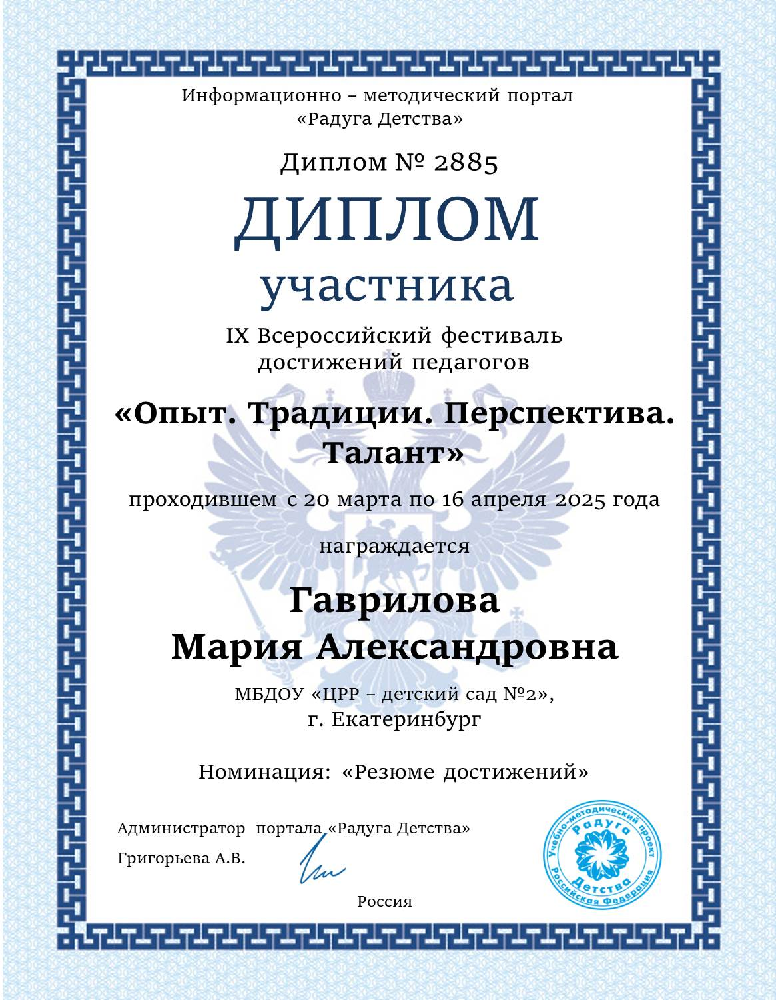 Информационно – методический портал
«Радуга Детства»
Диплом № 2885
ДИПЛОМ
участника
IX Всероссийский фестиваль
достижений педагогов
«Опыт. Традиции. Перспектива.
Талант»
проходившем с 20 марта по 16 апреля 2025 года
награждается
Гаврилова
Мария Александровна
МБДОУ «ЦРР – детский сад №2»,
г. Екатеринбург
Номинация: «Резюме достижений»
Администратор портала «Радуга Детства»
Григорьева А.В.
Учебно-методический проект
Радуга
Детства
Российская Федерация
Россия